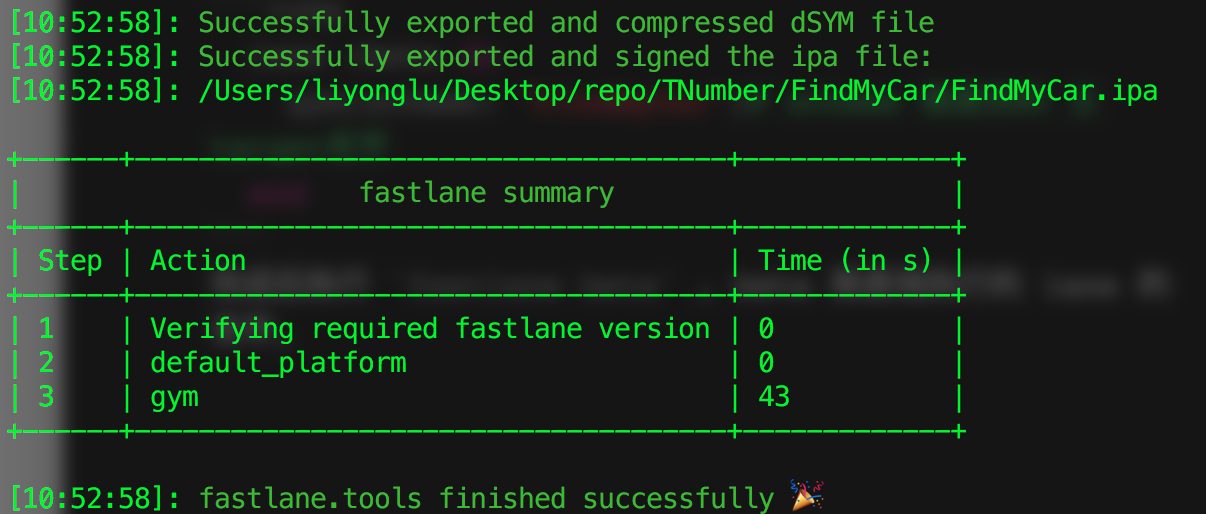 [10:52:58]: Successfully exported and compressed dSYM file
[10:52:58]: Successfully exported and signed the ipa file:
[10:52:58]: /Users/liyonglu/Desktop/repo/TNumber/FindMyCar/FindMyCar.ipa
+------+-------------------------------------+-------------+
|                     fastlane summary                     |
+------+-------------------------------------+-------------+
| Step | Action                              | Time (in s) |
+------+-------------------------------------+-------------+
| 1    | Verifying required fastlane version | 0           |
| 2    | default_platform                    | 0           |
| 3    | gym                                 | 43          |
+------+-------------------------------------+-------------+
[10:52:58]: fastlane.tools finished successfully 🎉